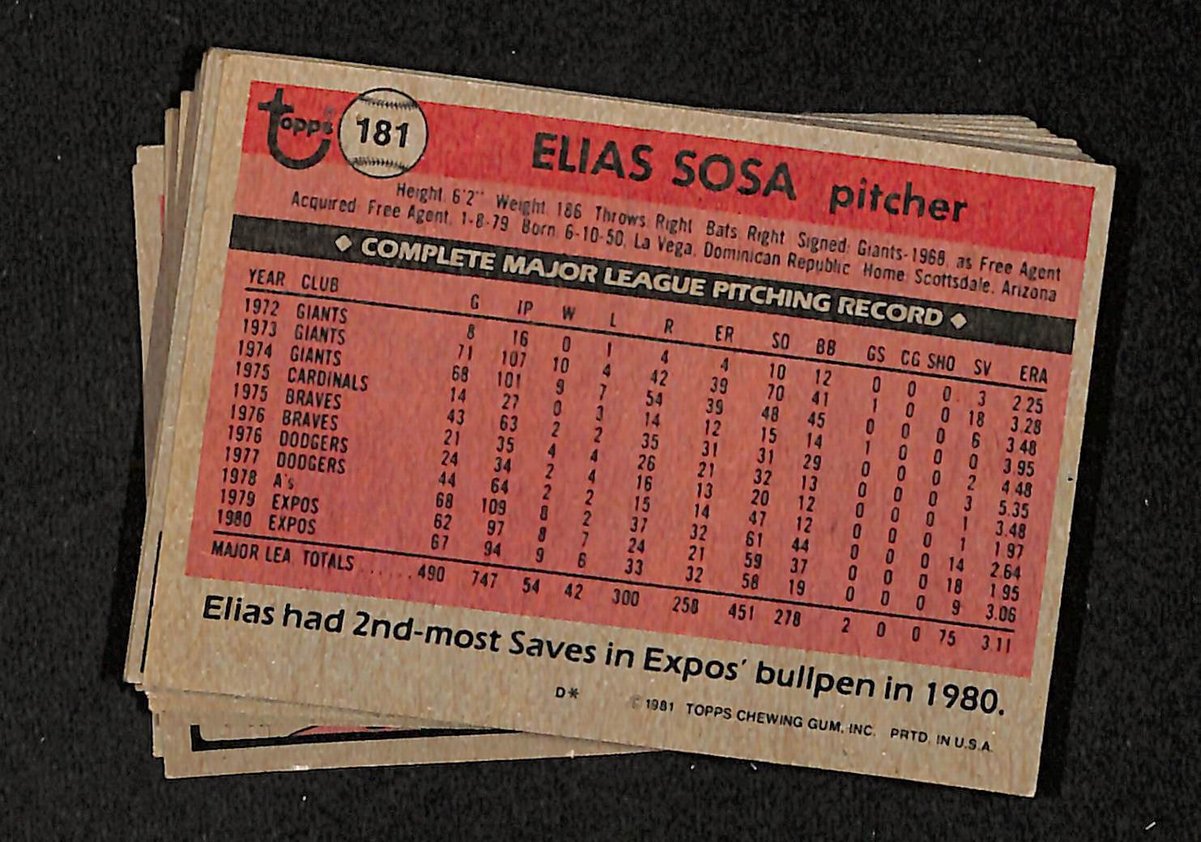 topps 181 ELIAS SOSA pitcher
Height 6'2" Weight 186 Throws Right Bats Right Signed: Giants-1968, as Free Agent
Acquired: Free Agent, 1-8-79 Born 6-10-50, La Vega, Dominican Republic Home: Scottsdale, Arizona
◆ COMPLETE MAJOR LEAGUE PITCHING RECORD ◆
YEAR CLUB G IP W L R ER SO BB GS CG SHO SV ERA
1972 GIANTS 8 16 0 1 4 4 10 12 0 0 0 3 2.25
1973 GIANTS 71 107 10 4 42 39 70 41 1 0 0 18 3.28
1974 GIANTS 68 101 9 7 54 39 48 45 0 0 0 6 3.48
1975 CARDINALS 14 27 0 3 14 12 15 14 1 0 0 0 3.95
1975 BRAVES 43 63 2 2 35 31 31 29 0 0 0 2 4.48
1976 BRAVES 21 35 4 4 26 21 32 13 0 0 0 3 5.35
1976 DODGERS 24 34 2 4 16 13 20 12 0 0 0 1 3.48
1977 DODGERS 44 64 2 2 15 14 47 12 0 0 0 1 1.97
1978 A's 68 109 8 2 37 32 61 44 0 0 0 14 2.64
1979 EXPOS 62 97 8 7 24 21 59 37 0 0 0 18 1.95
1980 EXPOS 67 94 9 6 33 32 58 19 0 0 0 9 3.06
MAJOR LEA. TOTALS ...... 490 747 54 42 300 258 451 278 2 0 0 75 3.11
Elias had 2nd-most Saves in Expos' bullpen in 1980.
D* © 1981 TOPPS CHEWING GUM, INC. PRTD. IN U.S.A.